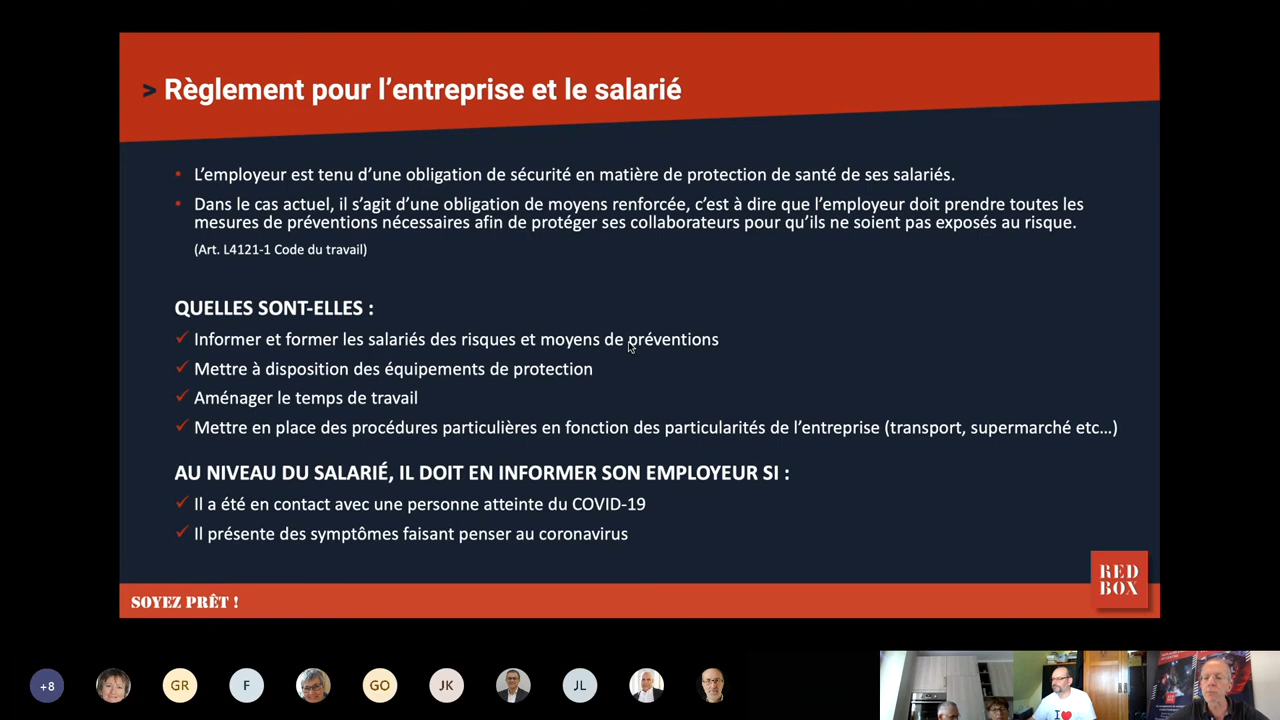 > Règlement pour l’entreprise et le salarié
• L’employeur est tenu d’une obligation de sécurité en matière de protection de santé de ses salariés.
• Dans le cas actuel, il s’agit d’une obligation de moyens renforcée, c’est à dire que l’employeur doit prendre toutes les
mesures de préventions nécessaires afin de protéger ses collaborateurs pour qu’ils ne soient pas exposés au risque.
(Art. L4121-1 Code du travail)
QUELLES SONT-ELLES :
✓ Informer et former les salariés des risques et moyens de préventions
✓ Mettre à disposition des équipements de protection
✓ Aménager le temps de travail
✓ Mettre en place des procédures particulières en fonction des particularités de l’entreprise (transport, supermarché etc…)
AU NIVEAU DU SALARIÉ, IL DOIT EN INFORMER SON EMPLOYEUR SI :
✓ Il a été en contact avec une personne atteinte du COVID-19
✓ Il présente des symptômes faisant penser au coronavirus
RED
BOX
SOYEZ PRÊT !
+8
GR
F
GO
JK
JL
I